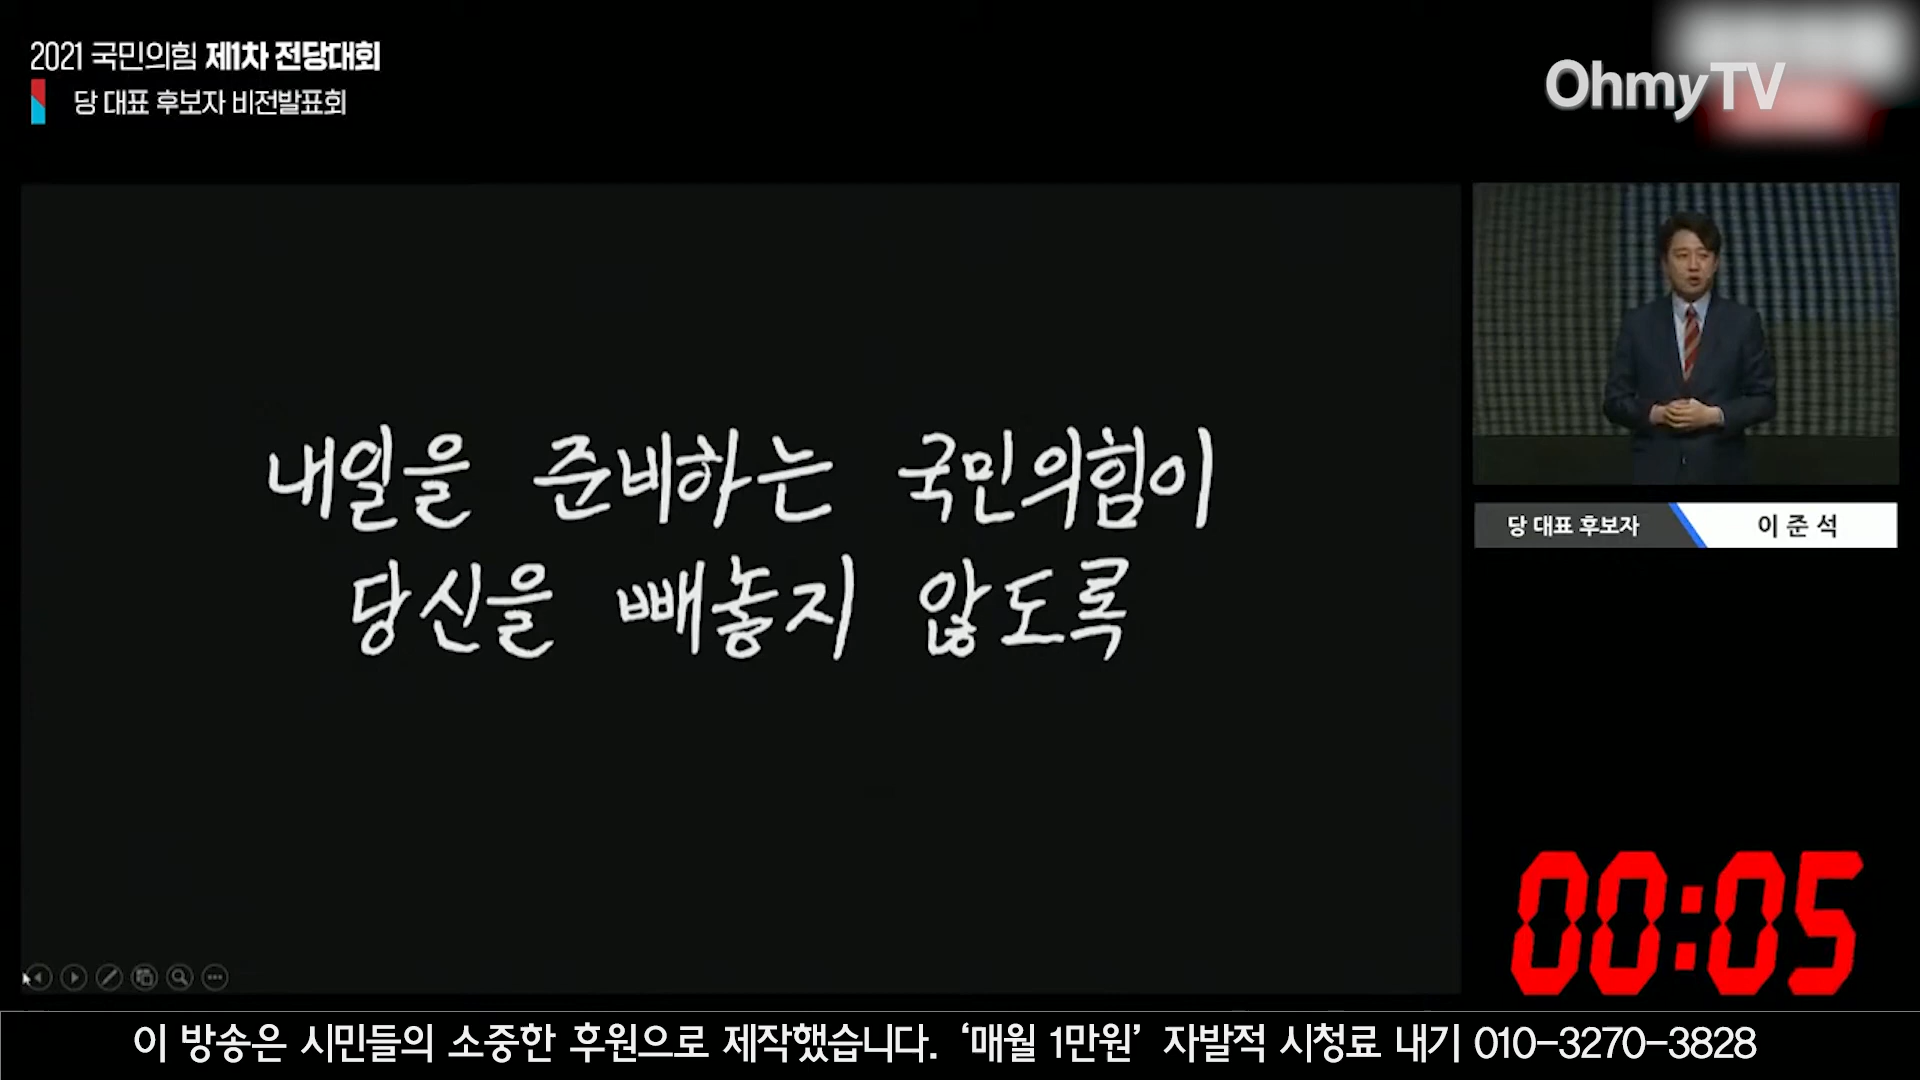 2021 국민의힘 제1차 전당대회
당 대표 후보자 비전발표회
OhmyTV
내일을 준비하는 국민의힘이
당신을 빼놓지 않도록
당 대표 후보자 이준석
00:05
이 방송은 시민들의 소중한 후원으로 제작했습니다. ‘매월 1만원’ 자발적 시청료 내기 010-3270-3828